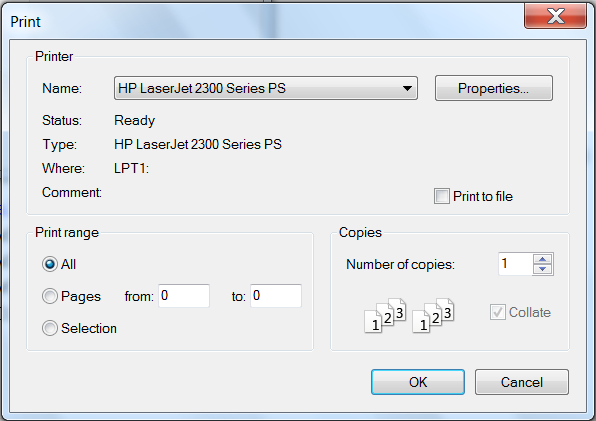 Print
Printer
Name: HP LaserJet 2300 Series PS Properties...
Status: Ready
Type: HP LaserJet 2300 Series PS
Where: LPT1:
Comment:
Print to file
Print range
All
Pages from: 0 to: 0
Selection
Copies
Number of copies: 1
1 2 3 1 2 3
Collate
OK Cancel